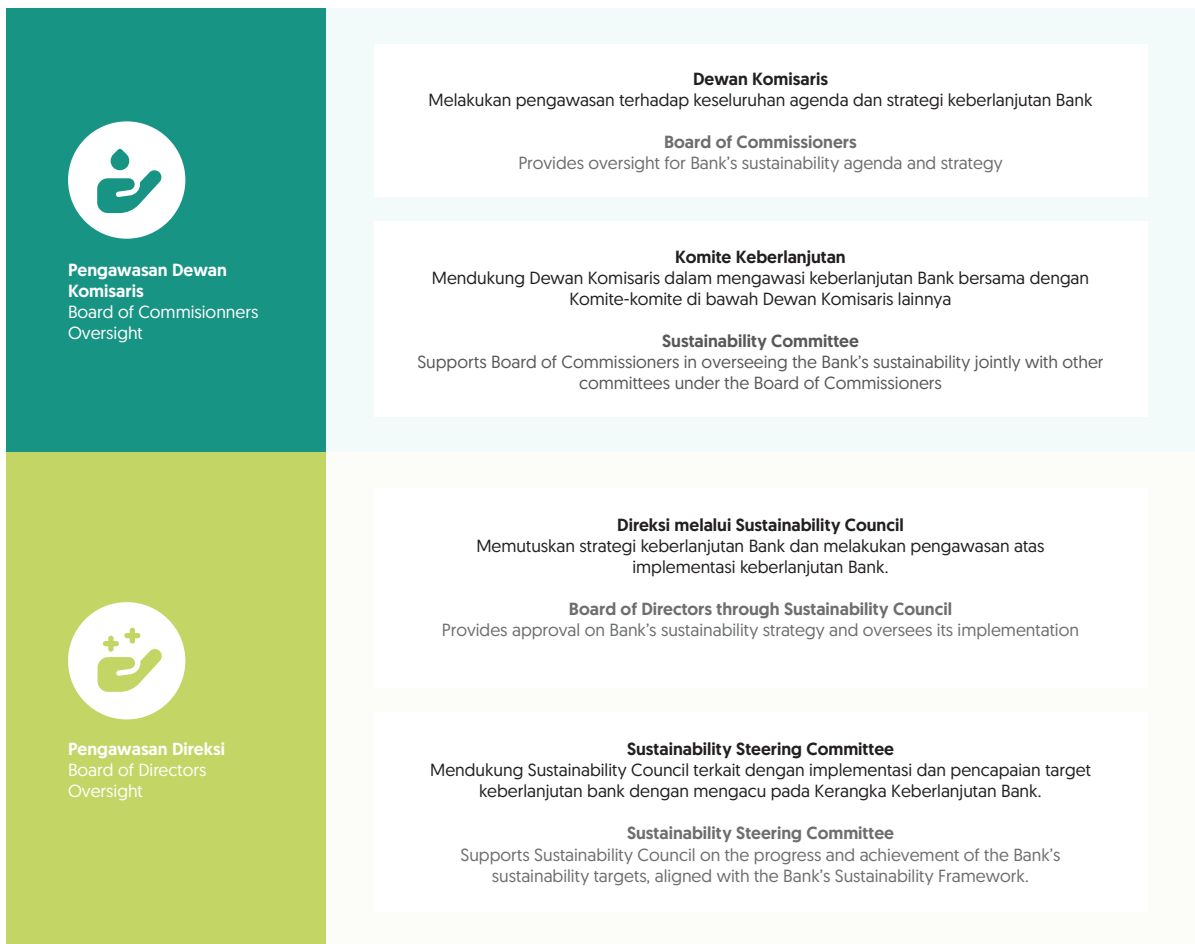 Pengawasan Dewan
Komisaris
Board of Commisionners
Oversight
Dewan Komisaris
Melakukan pengawasan terhadap keseluruhan agenda dan strategi keberlanjutan Bank
Board of Commissioners
Provides oversight for Bank’s sustainability agenda and strategy
Komite Keberlanjutan
Mendukung Dewan Komisaris dalam mengawasi keberlanjutan Bank bersama dengan
Komite-komite di bawah Dewan Komisaris lainnya
Sustainability Committee
Supports Board of Commissioners in overseeing the Bank’s sustainability jointly with other
committees under the Board of Commissioners
Pengawasan Direksi
Board of Directors
Oversight
Direksi melalui Sustainability Council
Memutuskan strategi keberlanjutan Bank dan melakukan pengawasan atas
implementasi keberlanjutan Bank.
Board of Directors through Sustainability Council
Provides approval on Bank’s sustainability strategy and oversees its implementation
Sustainability Steering Committee
Mendukung Sustainability Council terkait dengan implementasi dan pencapaian target
keberlanjutan bank dengan mengacu pada Kerangka Keberlanjutan Bank.
Sustainability Steering Committee
Supports Sustainability Council on the progress and achievement of the Bank’s
sustainability targets, aligned with the Bank’s Sustainability Framework.